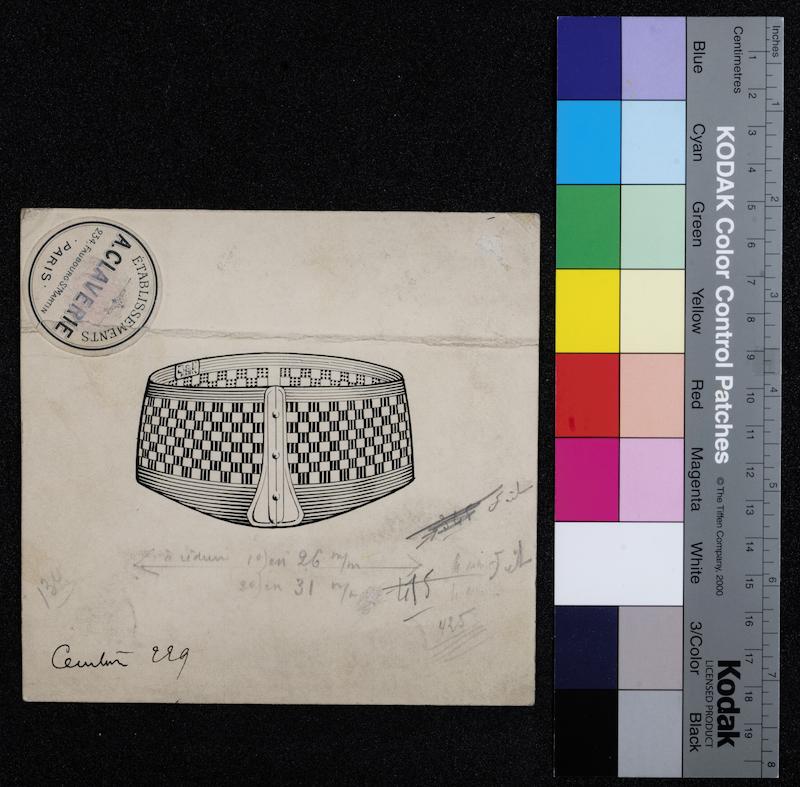 ÉTABLISSEMENTS
A. CLAVERIE
234, FAUBOURG St MARTIN
· PARIS ·
à réduire 1o) en 26 m/m
2o) en 31 m/m
425
Ceinture 229
Inches
Centimetres
1 2 3 4 5 6 7 8
1 2 3 4 5 6 7 8 9 10 11 12 13 14 15 16 17 18 19
KODAK Color Control Patches
© The Tiffen Company, 2000
Kodak
LICENSED PRODUCT
Blue
Cyan
Green
Yellow
Red
Magenta
White
3/Color
Black